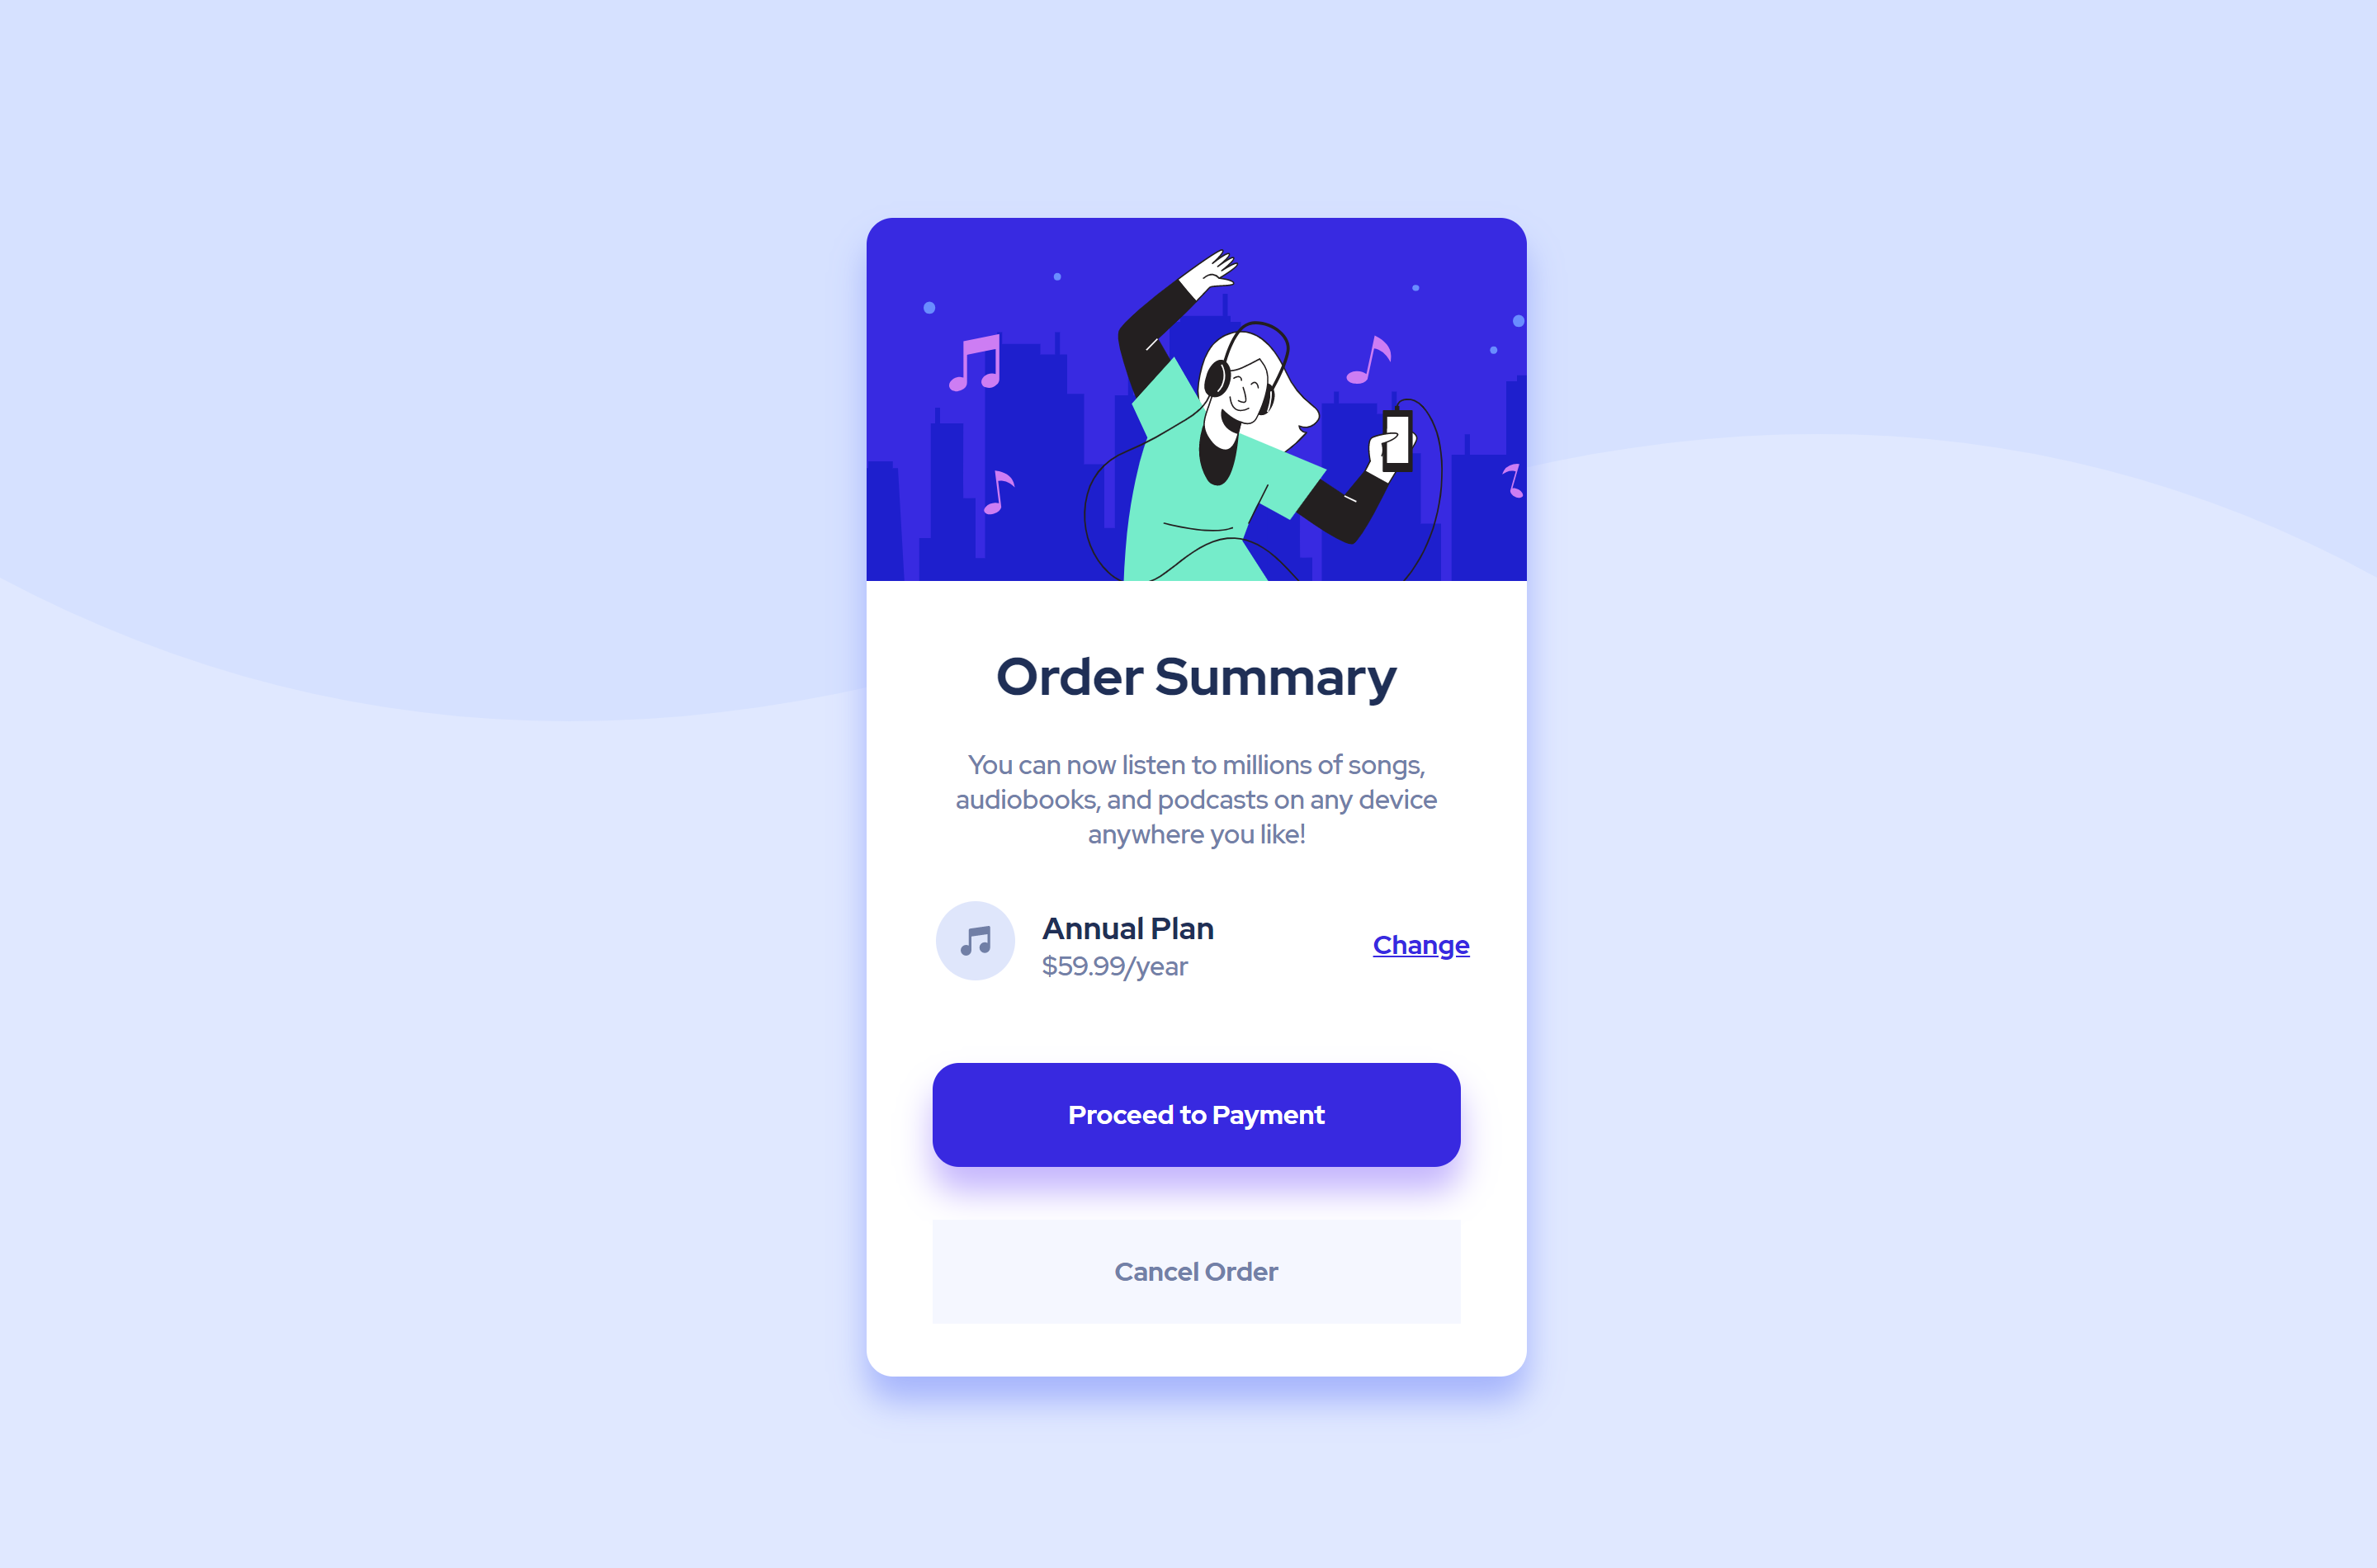 Order Summary
You can now listen to millions of songs,
audiobooks, and podcasts on any device
anywhere you like!
Annual Plan
$59.99/year
Change
Proceed to Payment
Cancel Order